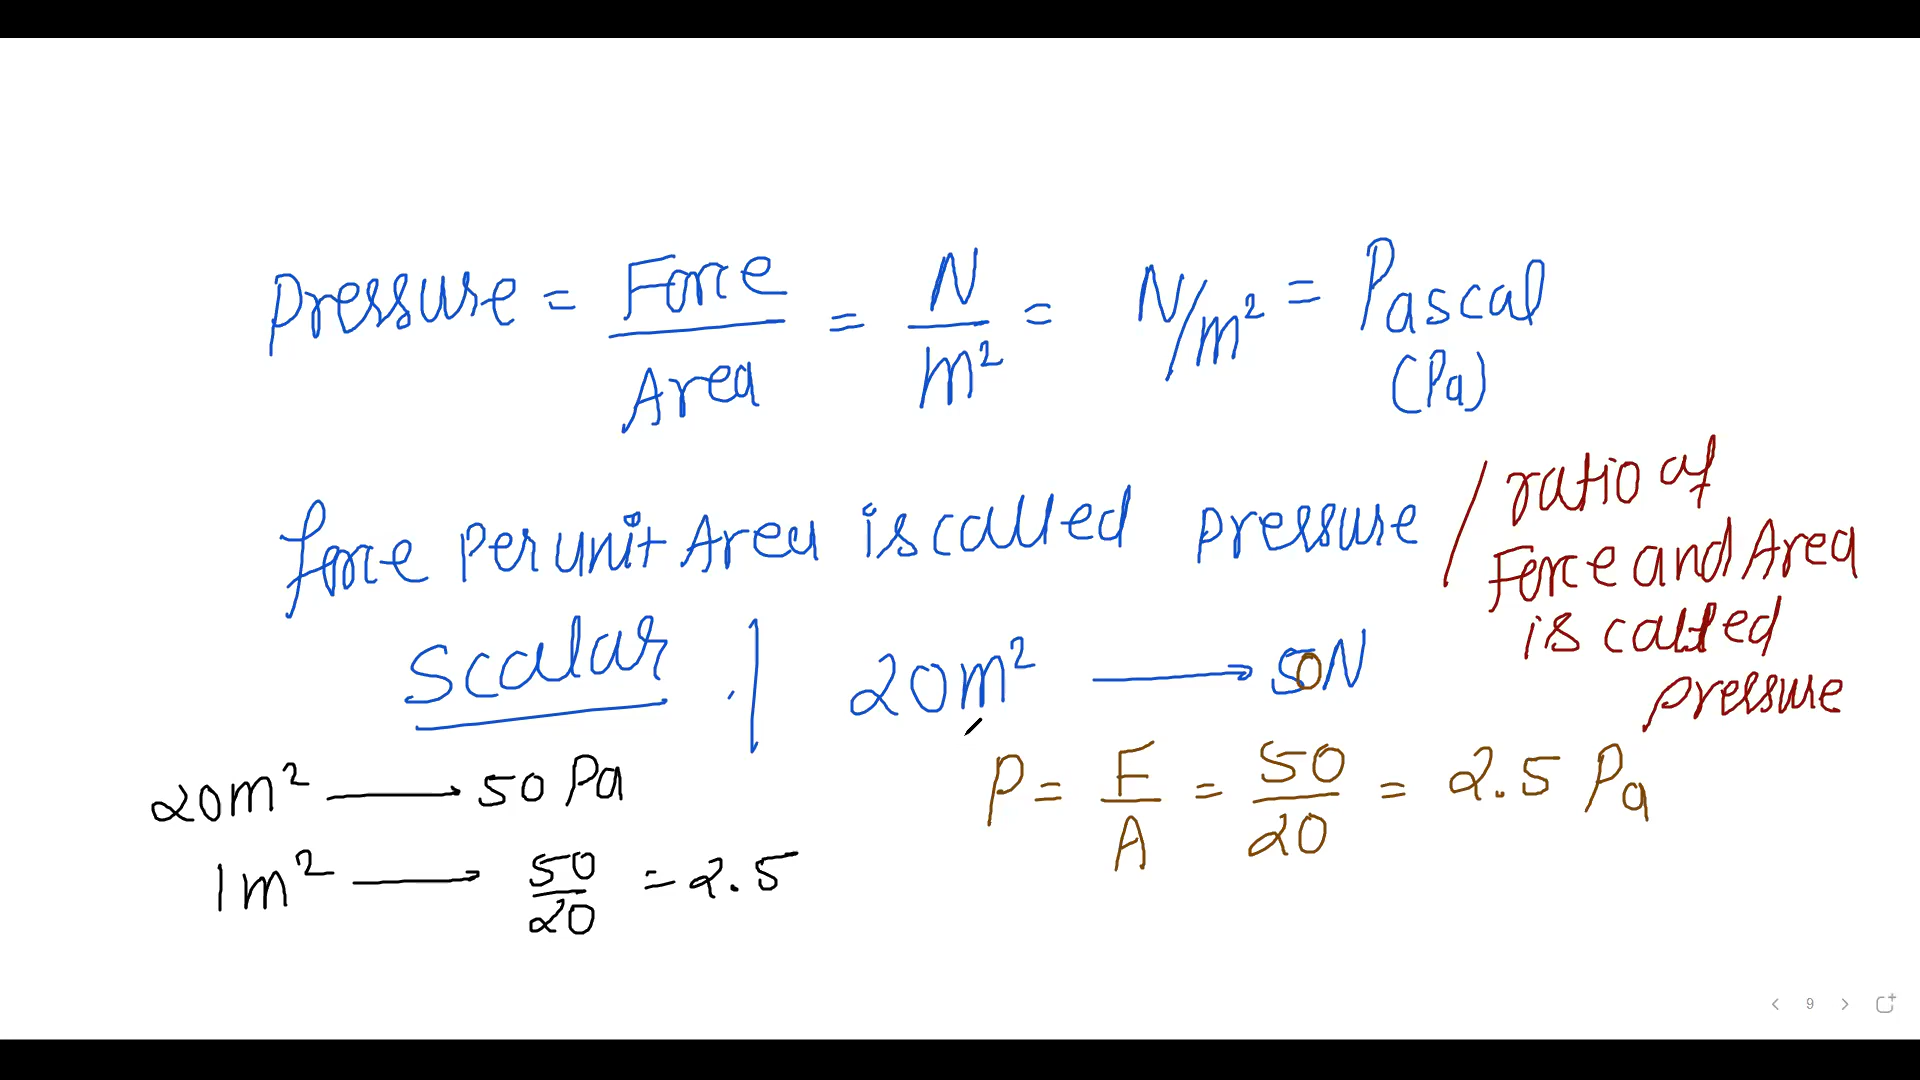 Pressure = Force / Area = N / m² = N/m² = Pascal
(Pa)
force Per unit Area is called pressure / ratio of
Force and Area
is called
pressure
Scalar . | 20m² → 50N
20m² → 50 Pa
P = F / A = 50 / 20 = 2.5 Pa
1m² → 50 / 20 = 2.5
< 9 >